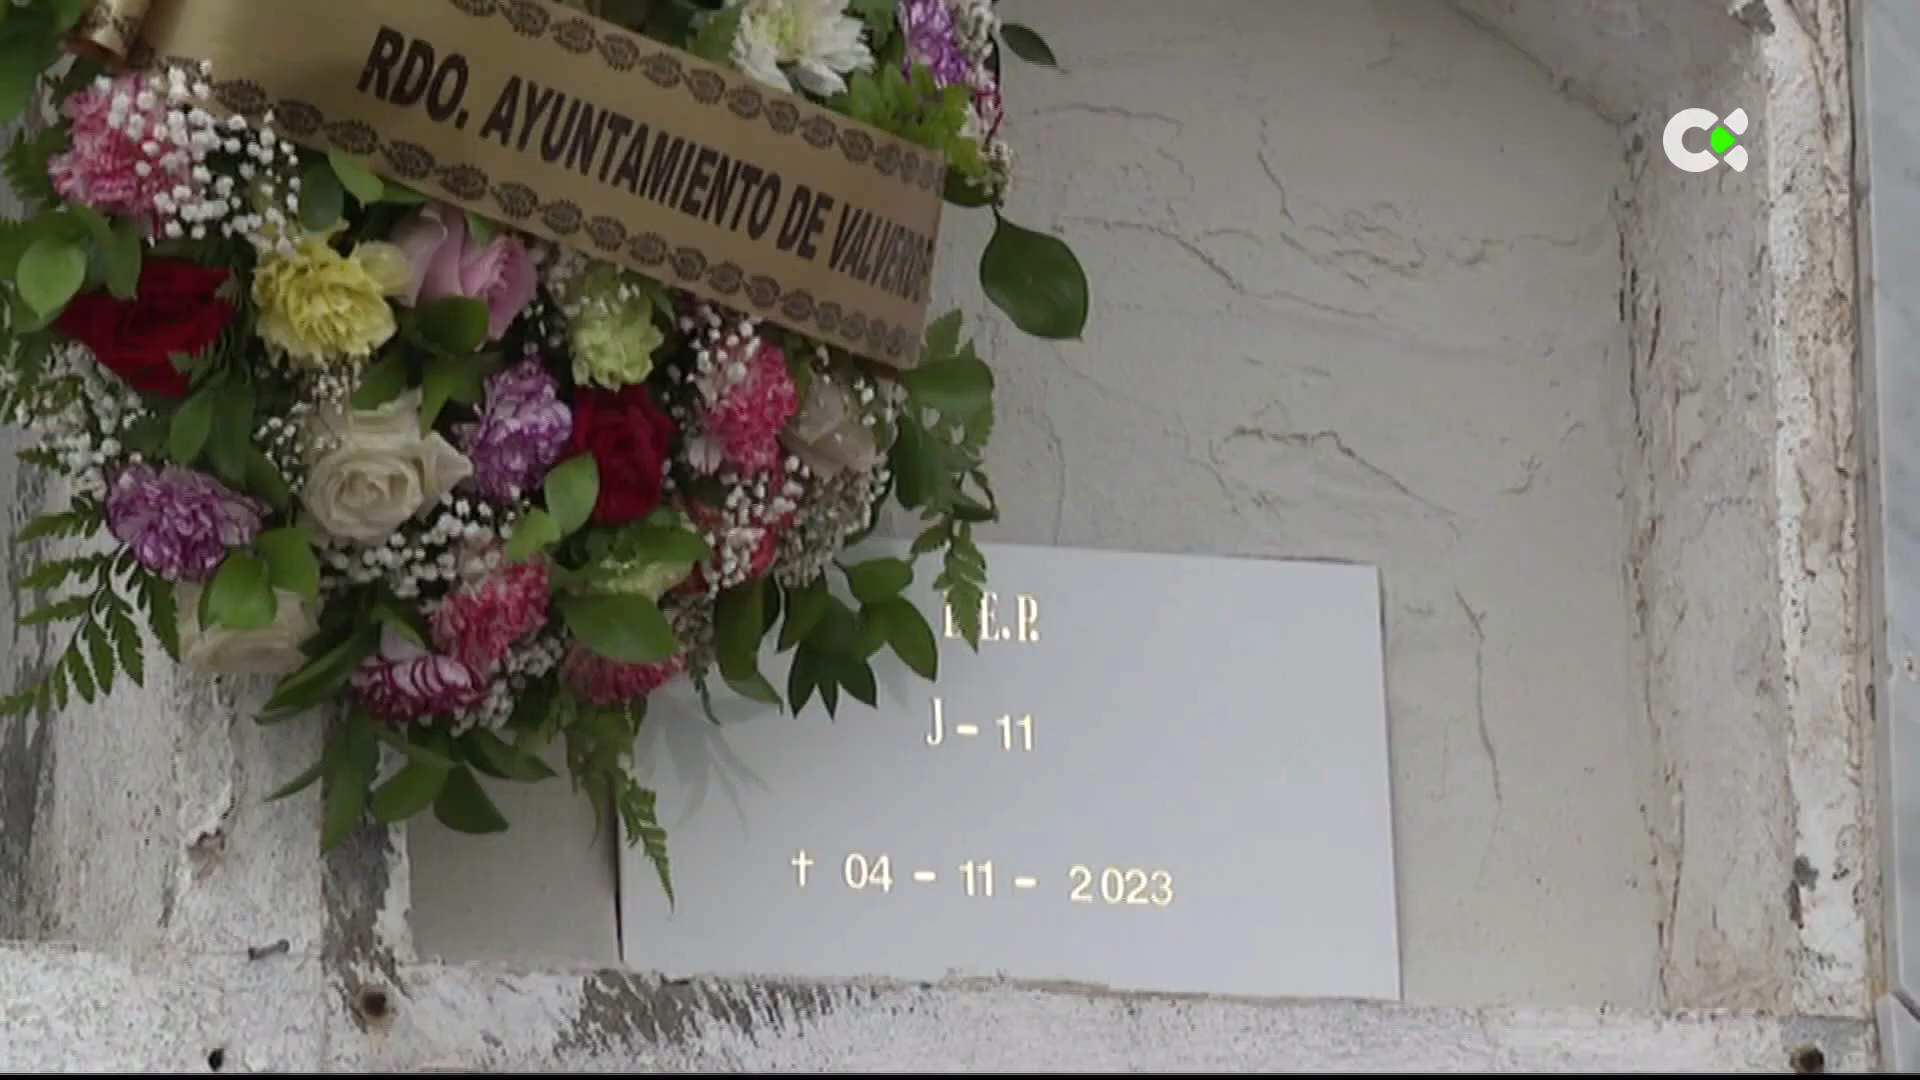 RDO. AYUNTAMIENTO DE VALVERDE
D.E.P.
J - 11
† 04 - 11 - 2023